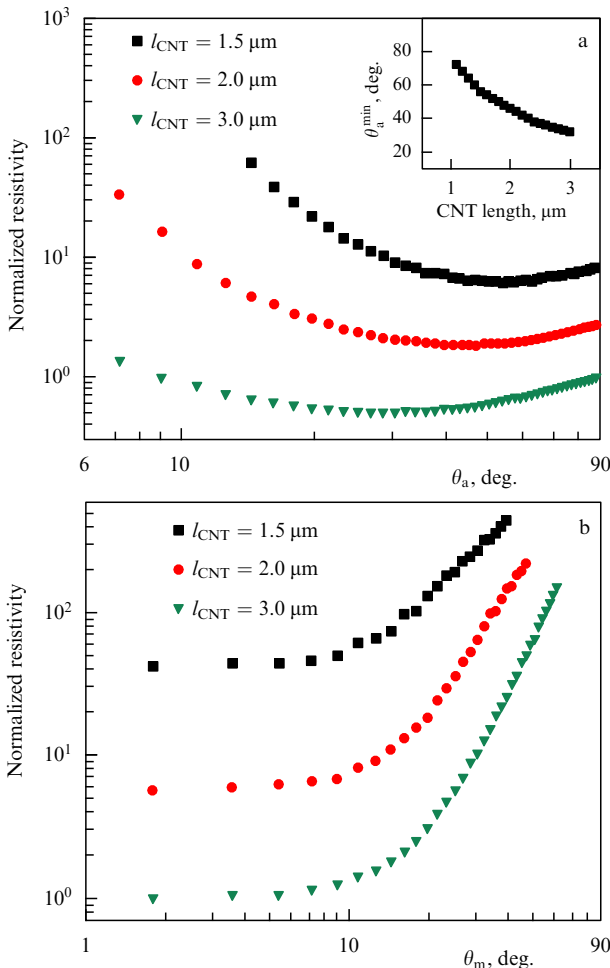 10³
10²
10¹
10⁰
Normalized resistivity
l_CNT = 1.5 μm
l_CNT = 2.0 μm
l_CNT = 3.0 μm
a
80
60
40
20
θ_a^min, deg.
1
2
3
CNT length, μm
6
10
θ_a, deg.
90
b
l_CNT = 1.5 μm
l_CNT = 2.0 μm
l_CNT = 3.0 μm
10²
10¹
10⁰
Normalized resistivity
1
10
θ_m, deg.
90